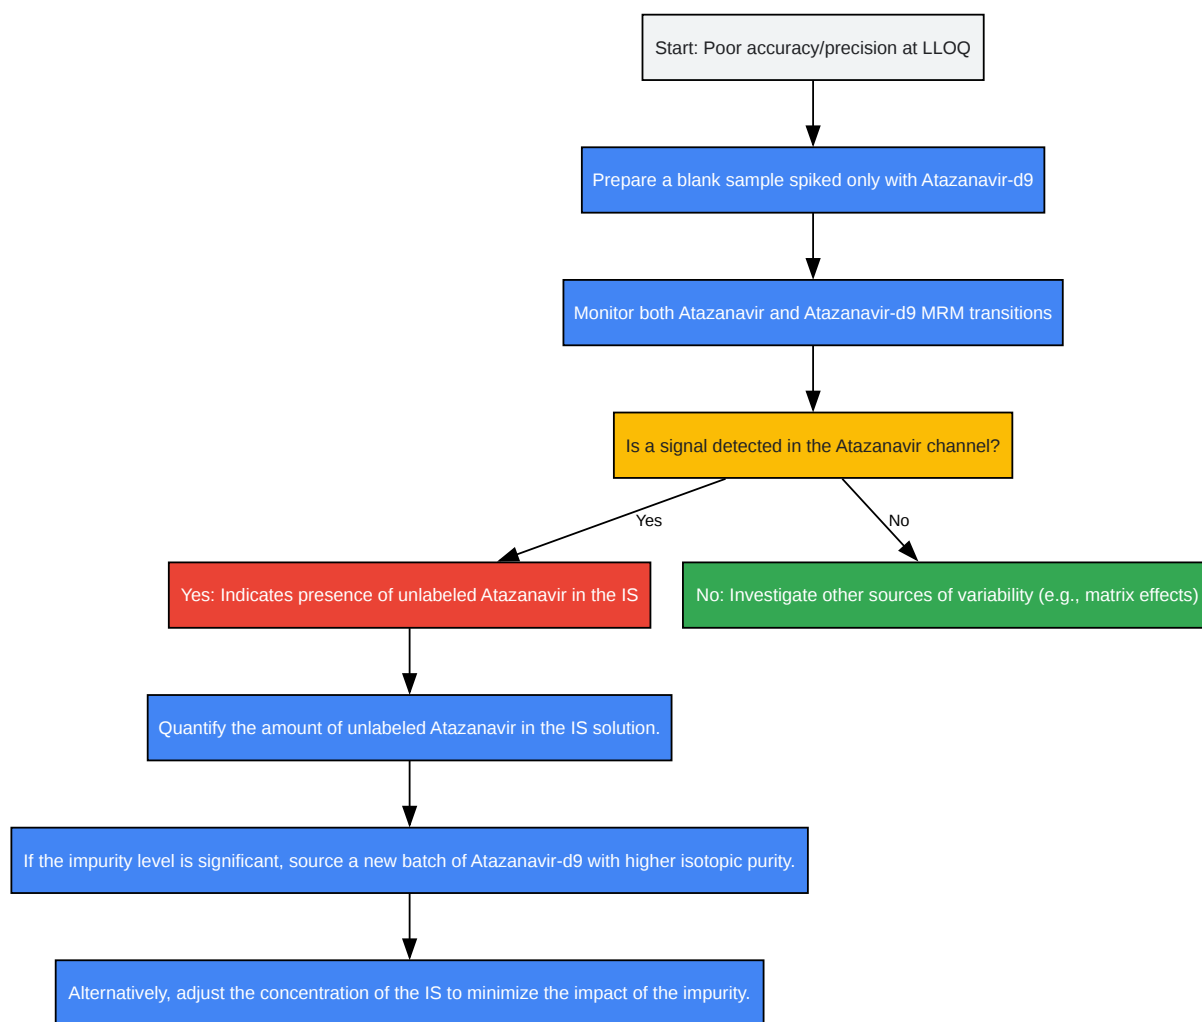 Start: Poor accuracy/precision at LLOQ
Prepare a blank sample spiked only with Atazanavir-d9
Monitor both Atazanavir and Atazanavir-d9 MRM transitions
Is a signal detected in the Atazanavir channel?
Yes
No
Yes: Indicates presence of unlabeled Atazanavir in the IS
No: Investigate other sources of variability (e.g., matrix effects)
Quantify the amount of unlabeled Atazanavir in the IS solution.
If the impurity level is significant, source a new batch of Atazanavir-d9 with higher isotopic purity.
Alternatively, adjust the concentration of the IS to minimize the impact of the impurity.